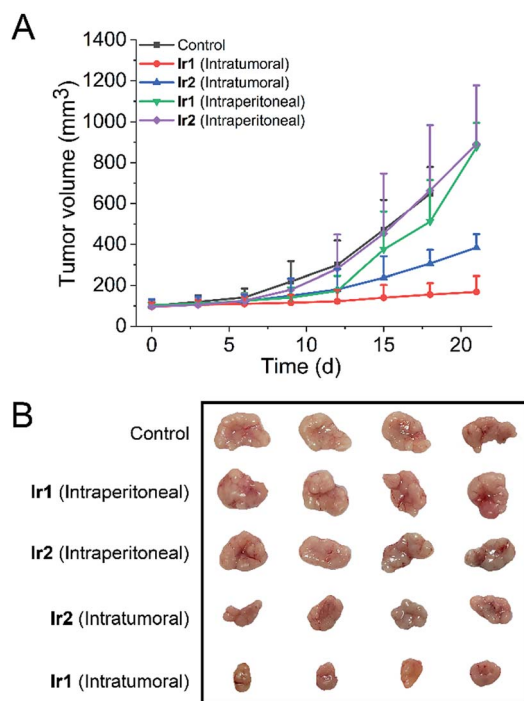 A
1400
1200
1000
800
600
400
200
0
Tumor volume (mm³)
Control
Ir1 (Intratumoral)
Ir2 (Intratumoral)
Ir1 (Intraperitoneal)
Ir2 (Intraperitoneal)
0 5 10 15 20
Time (d)
B
Control
Ir1 (Intraperitoneal)
Ir2 (Intraperitoneal)
Ir2 (Intratumoral)
Ir1 (Intratumoral)